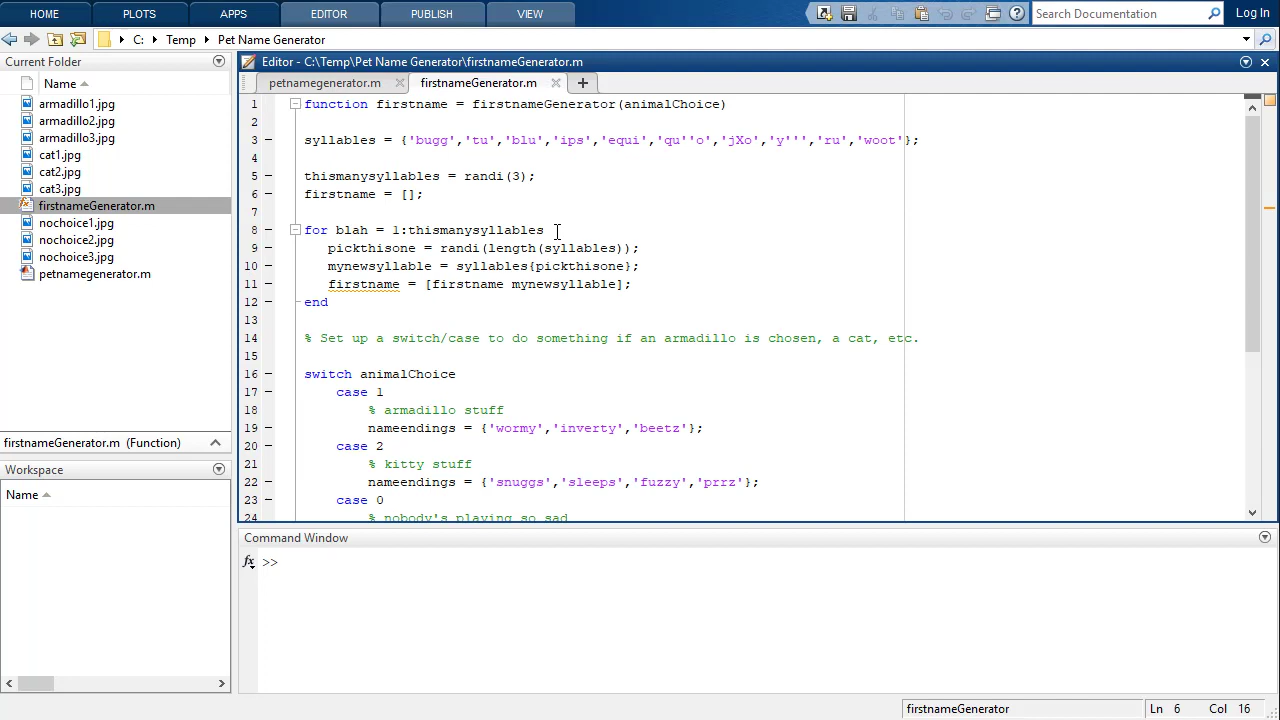 HOME PLOTS APPS EDITOR PUBLISH VIEW Search Documentation Log In
C: Temp Pet Name Generator
Current Folder
Name
armadillo1.jpg
armadillo2.jpg
armadillo3.jpg
cat1.jpg
cat2.jpg
cat3.jpg
firstnameGenerator.m
nochoice1.jpg
nochoice2.jpg
nochoice3.jpg
petnamegenerator.m
firstnameGenerator.m (Function)
Workspace
Name
Editor - C:\Temp\Pet Name Generator\firstnameGenerator.m
petnamegenerator.m firstnameGenerator.m
1 function firstname = firstnameGenerator(animalChoice)
2
3 syllables = {'bugg','tu','blu','ips','equi','qu''o','jXo','y''','ru','woot'};
4
5 thismanysyllables = randi(3);
6 firstname = [];
7
8 for blah = 1:thismanysyllables
9 pickthisone = randi(length(syllables));
10 mynewsyllable = syllables{pickthisone};
11 firstname = [firstname mynewsyllable];
12 end
13
14 % Set up a switch/case to do something if an armadillo is chosen, a cat, etc.
15
16 switch animalChoice
17 case 1
18 % armadillo stuff
19 nameendings = {'wormy','inverty','beetz'};
20 case 2
21 % kitty stuff
22 nameendings = {'snuggs','sleeps','fuzzy','prrz'};
23 case 0
24 % nobody's playing so sad
Command Window
fx >>
firstnameGenerator Ln 6 Col 16